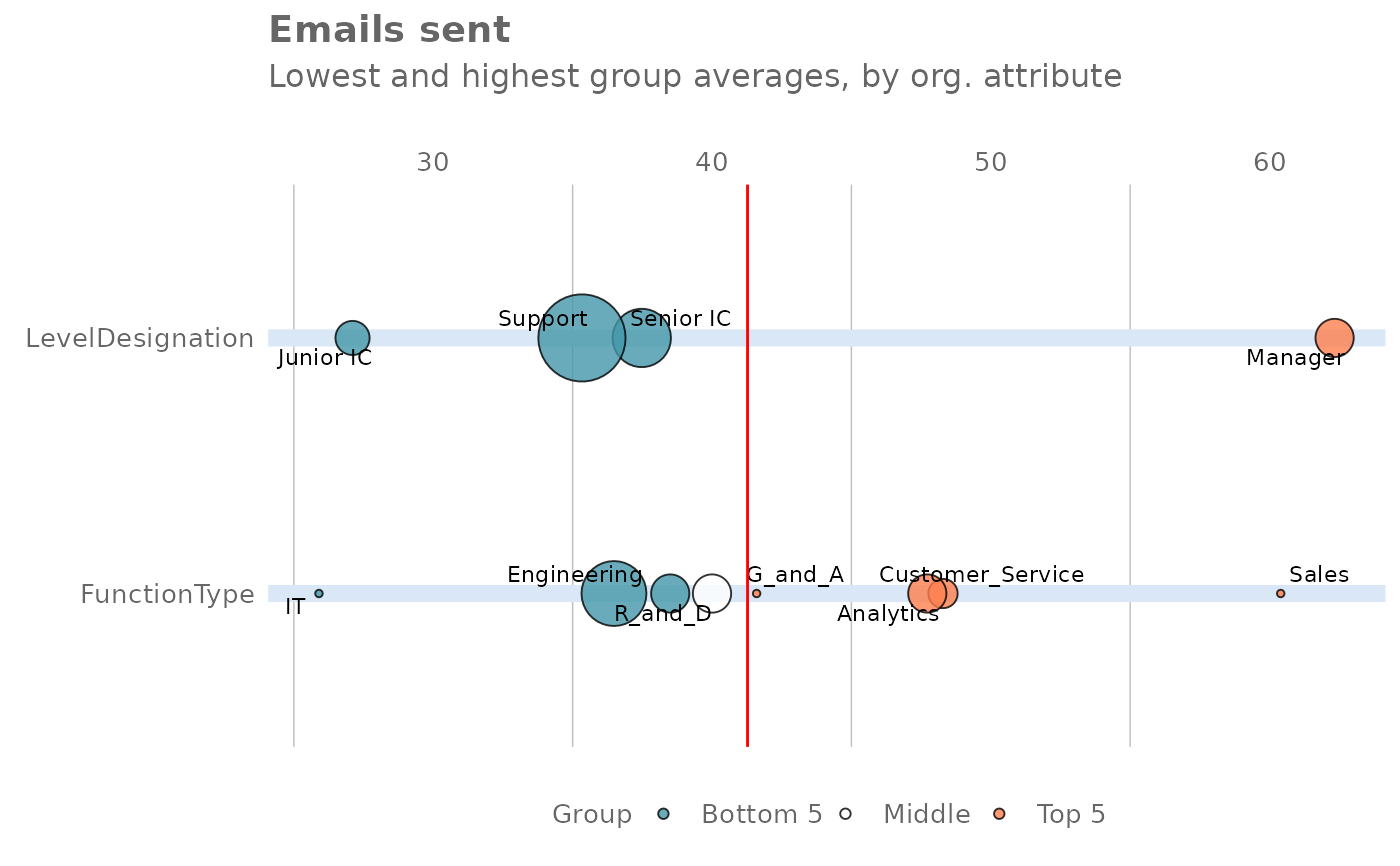 Emails sent
Lowest and highest group averages, by org. attribute
30 40 50 60
Support Senior IC
LevelDesignation
Junior IC Manager
Engineering G_and_A Customer_Service Sales
FunctionType
IT R_and_D Analytics
Group Bottom 5 Middle Top 5